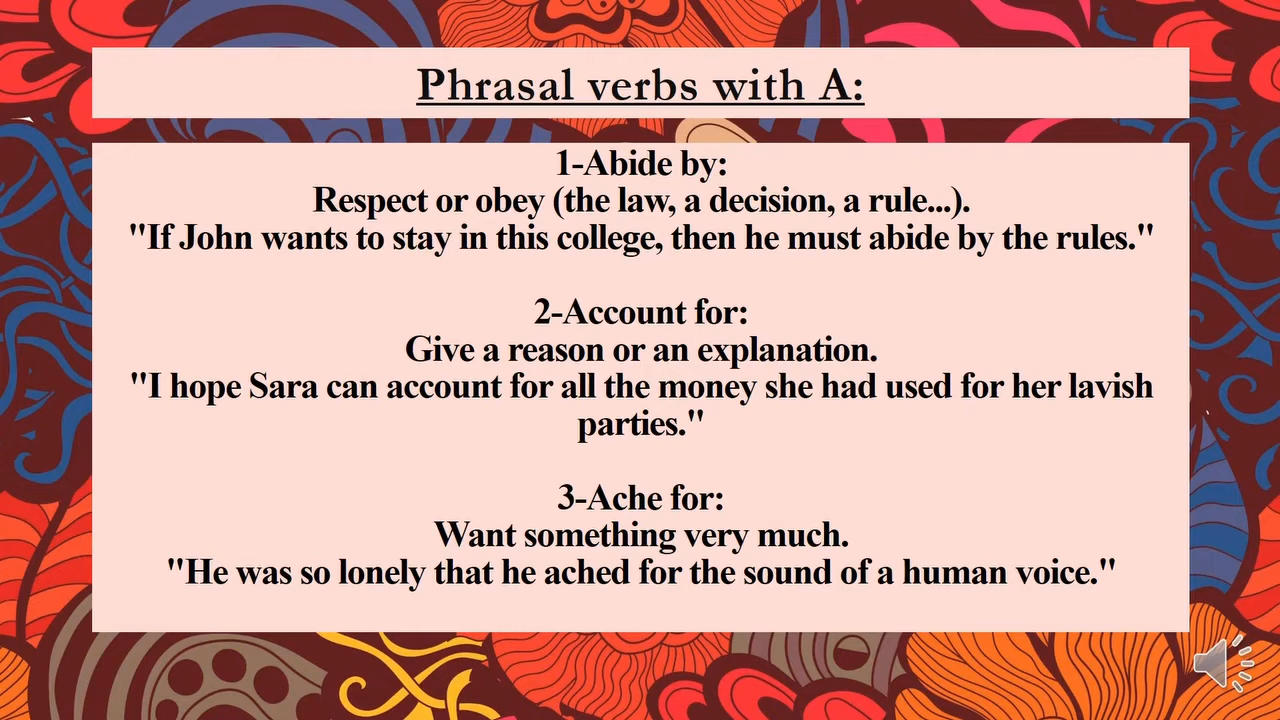 Phrasal verbs with A:
1-Abide by:
Respect or obey (the law, a decision, a rule...).
"If John wants to stay in this college, then he must abide by the rules."
2-Account for:
Give a reason or an explanation.
"I hope Sara can account for all the money she had used for her lavish
parties."
3-Ache for:
Want something very much.
"He was so lonely that he ached for the sound of a human voice."